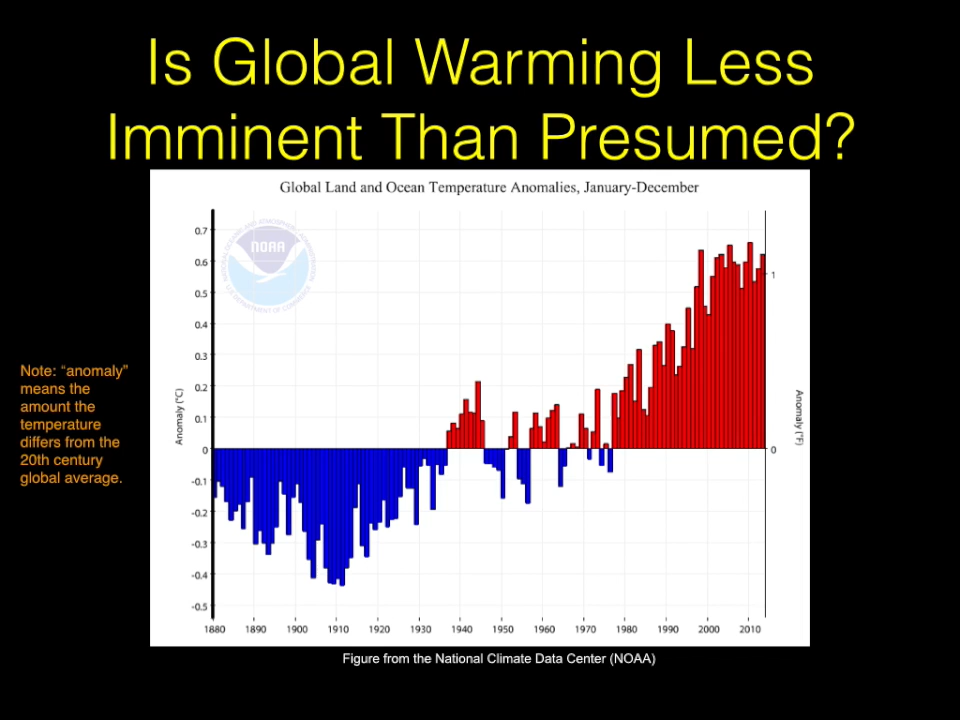 Is Global Warming Less
Imminent Than Presumed?
Global Land and Ocean Temperature Anomalies, January-December
NOAA
0.7
0.6
0.5
0.4
0.3
0.2
0.1
0
-0.1
-0.2
-0.3
-0.4
-0.5
Anomaly (°C)
1
0
Anomaly (°F)
1880 1890 1900 1910 1920 1930 1940 1950 1960 1970 1980 1990 2000 2010
Note: “anomaly”
means the
amount the
temperature
differs from the
20th century
global average.
Figure from the National Climate Data Center (NOAA)